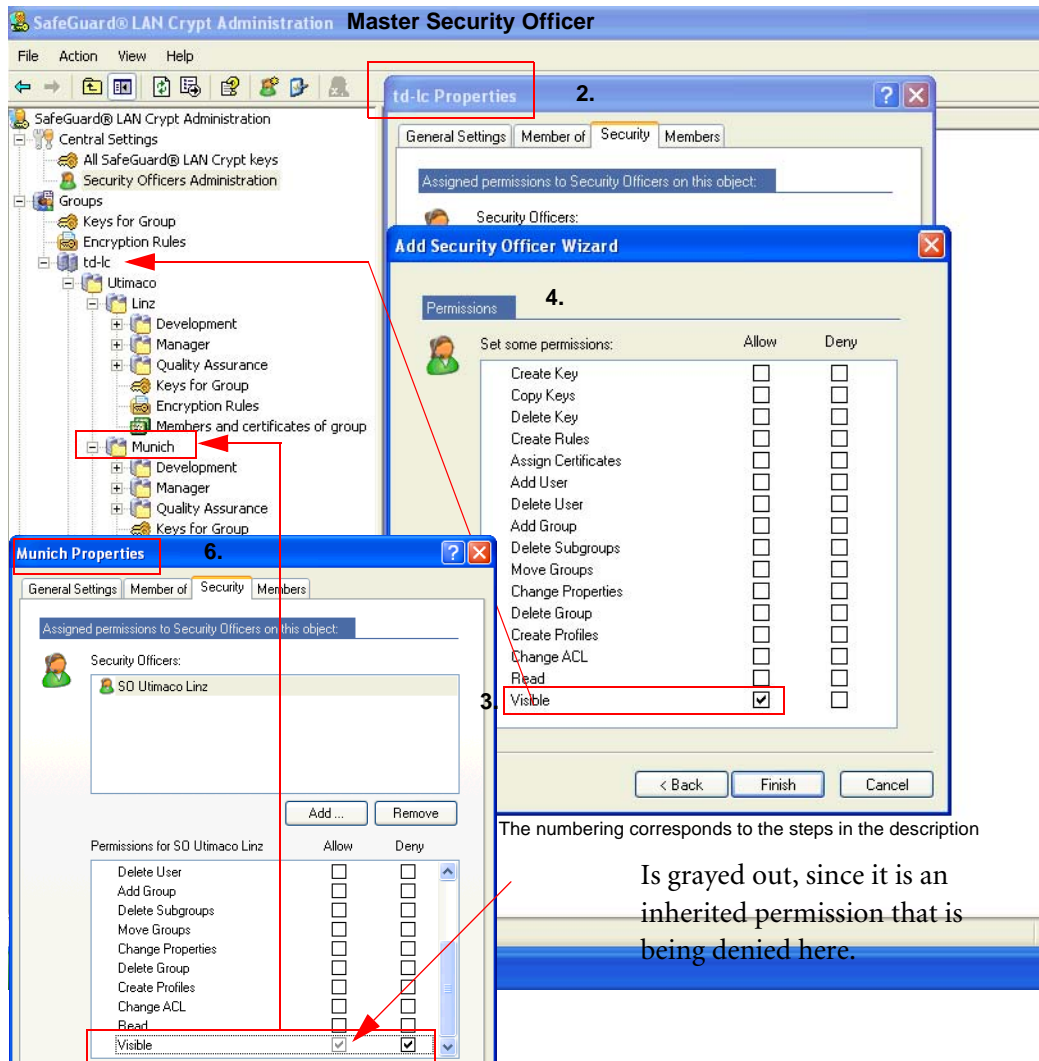 SafeGuard® LAN Crypt Administration Master Security Officer
File Action View Help
SafeGuard® LAN Crypt Administration
Central Settings
All SafeGuard® LAN Crypt keys
Security Officers Administration
Groups
Keys for Group
Encryption Rules
td-lc
Utimaco
Linz
Development
Manager
Quality Assurance
Keys for Group
Encryption Rules
Members and certificates of group
Munich
Development
Manager
Quality Assurance
Keys for Group
td-lc Properties 2.
General Settings Member of Security Members
Assigned permissions to Security Officers on this object:
Security Officers:
Add Security Officer Wizard
4.
Permissions
Set some permissions: Allow Deny
Create Key
Copy Keys
Delete Key
Create Rules
Assign Certificates
Add User
Delete User
Add Group
Delete Subgroups
Move Groups
Change Properties
Delete Group
Create Profiles
Change ACL
Read
3. Visible
< Back Finish Cancel
The numbering corresponds to the steps in the description
Munich Properties 6.
General Settings Member of Security Members
Assigned permissions to Security Officers on this object:
Security Officers:
SO Utimaco Linz
Add ... Remove
Permissions for SO Utimaco Linz Allow Deny
Delete User
Add Group
Delete Subgroups
Move Groups
Change Properties
Delete Group
Create Profiles
Change ACL
Read
Visible
Is grayed out, since it is an
inherited permission that is
being denied here.